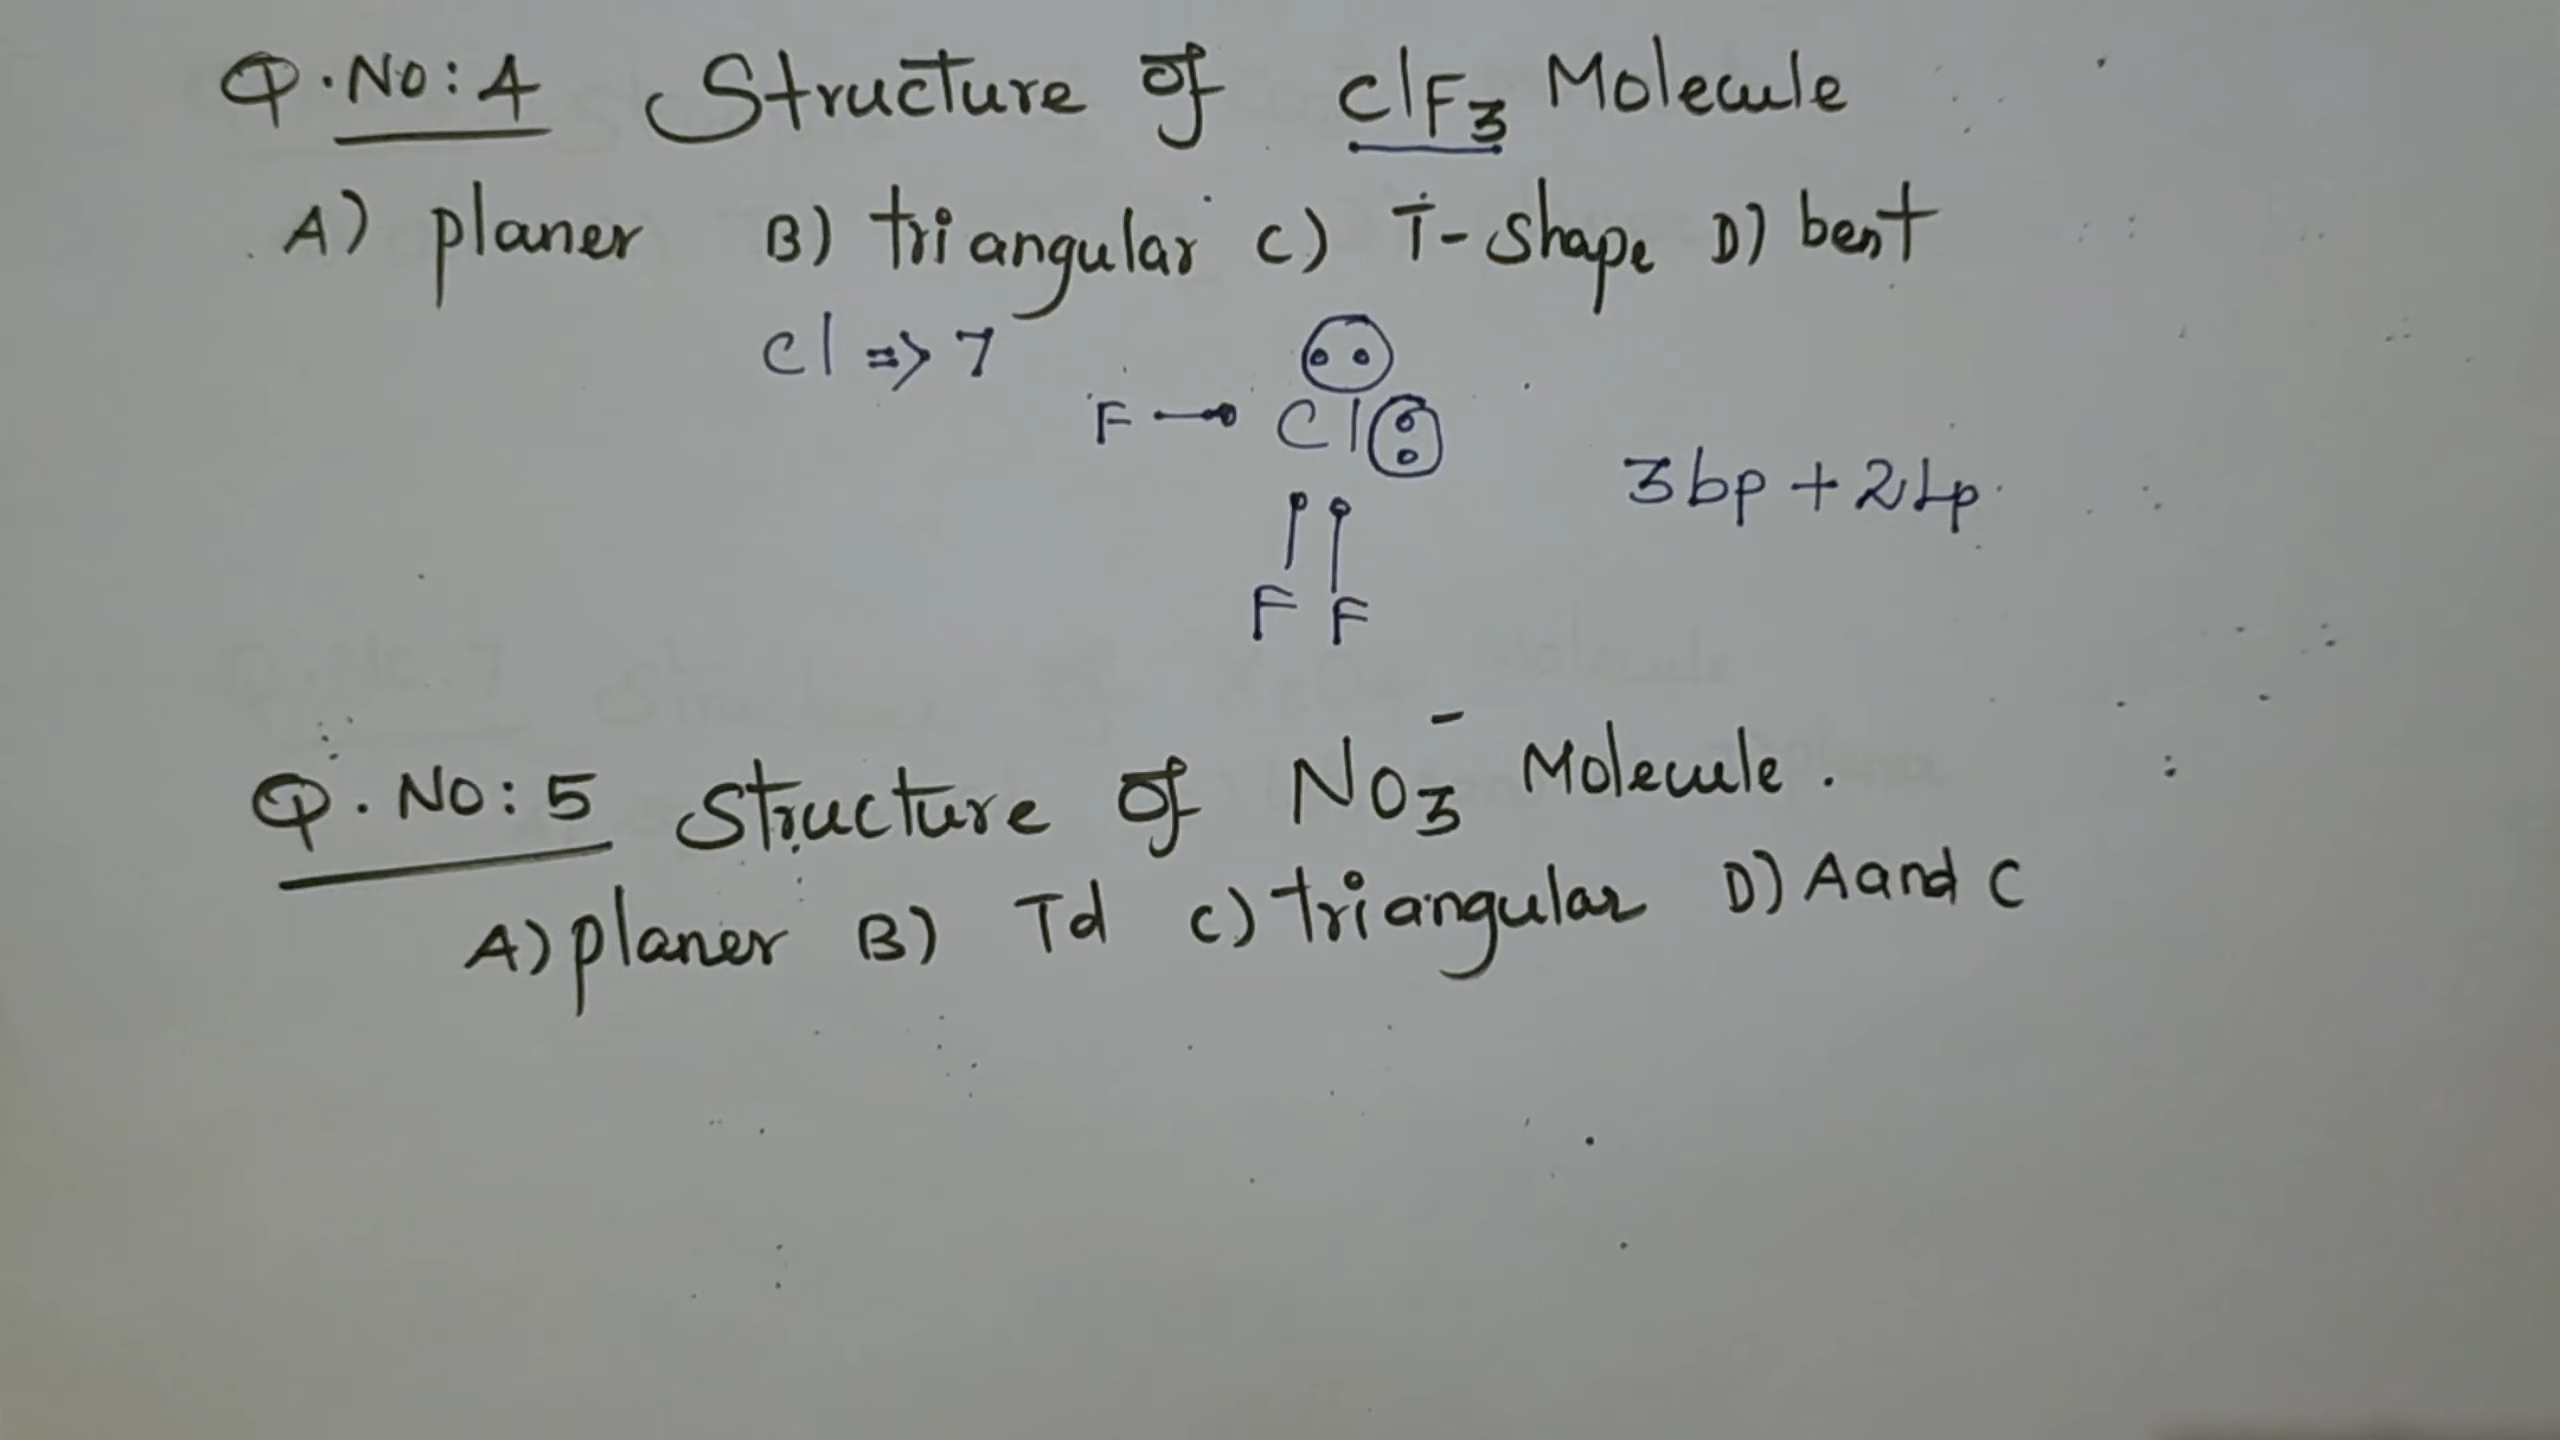 Q.No:4 Structure of ClF3 Molecule
A) planer B) triangular C) T-shape D) bent
Cl => 7
F Cl
3bp + 2Lp
F F
Q.No:5 Structure of NO3- Molecule.
A) planer B) Td C) triangular D) A and C